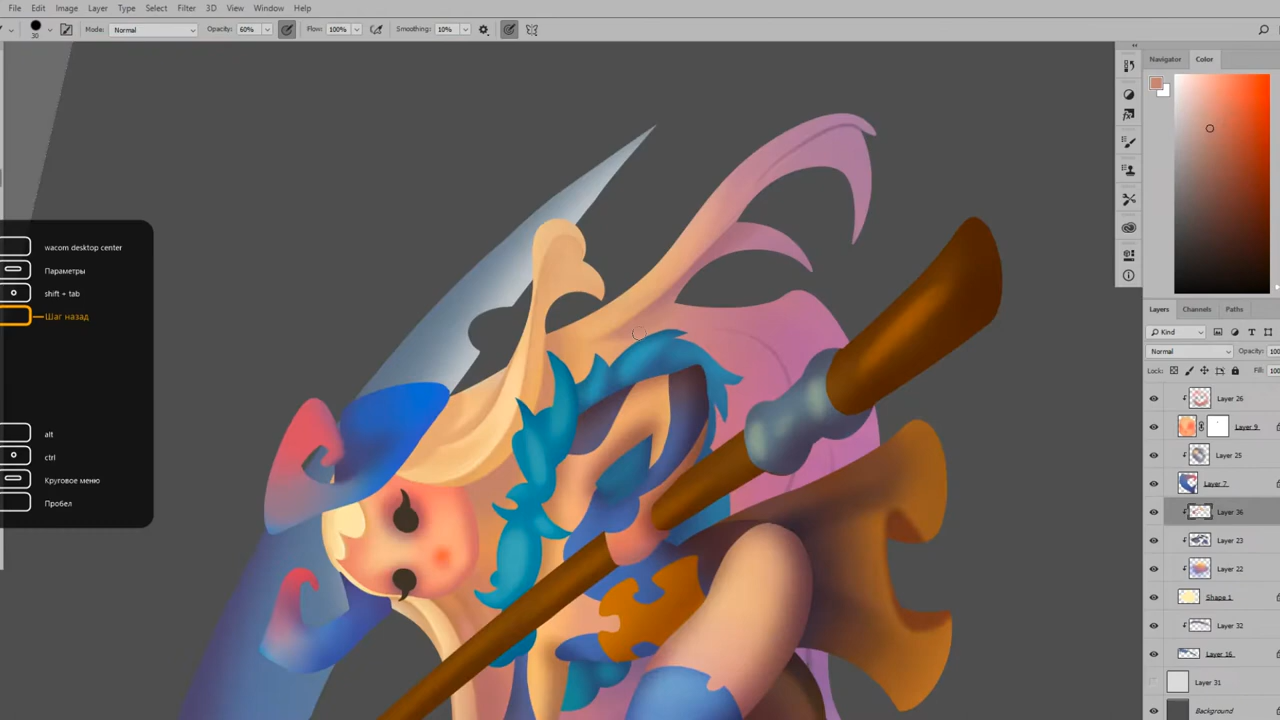 File Edit Image Layer Type Select Filter 3D View Window Help
30 Mode: Normal Opacity: 60% Flow: 100% Smoothing: 10%
Navigator Color
wacom desktop center
Параметры
shift + tab
Шаг назад
alt
ctrl
Круговое меню
Пробел
Layers Channels Paths
Kind
Normal Opacity: 100
Lock: Fill: 100
Layer 26
Layer 9
Layer 25
Layer 7
Layer 36
Layer 23
Layer 22
Shape 1
Layer 32
Layer 16
Layer 31
Background